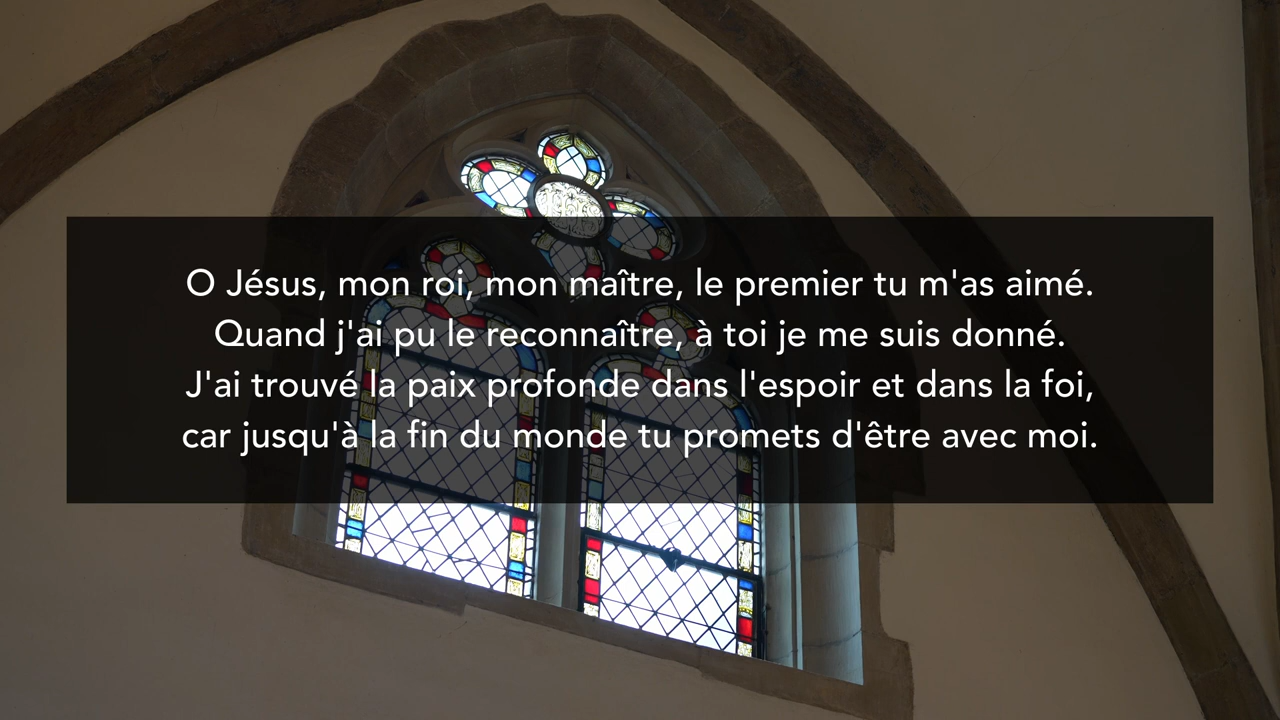 O Jésus, mon roi, mon maître, le premier tu m'as aimé.
Quand j'ai pu le reconnaître, à toi je me suis donné.
J'ai trouvé la paix profonde dans l'espoir et dans la foi,
car jusqu'à la fin du monde tu promets d'être avec moi.